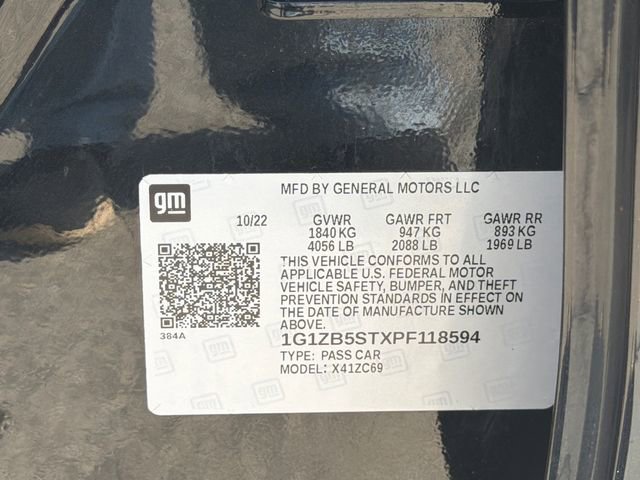 gm
MFD BY GENERAL MOTORS LLC
10/22 GVWR GAWR FRT GAWR RR
1840 KG 947 KG 893 KG
4056 LB 2088 LB 1969 LB
THIS VEHICLE CONFORMS TO ALL
APPLICABLE U.S. FEDERAL MOTOR
VEHICLE SAFETY, BUMPER, AND THEFT
PREVENTION STANDARDS IN EFFECT ON
THE DATE OF MANUFACTURE SHOWN
ABOVE.
384A
1G1ZB5STXPF118594
TYPE: PASS CAR
MODEL: X41ZC69